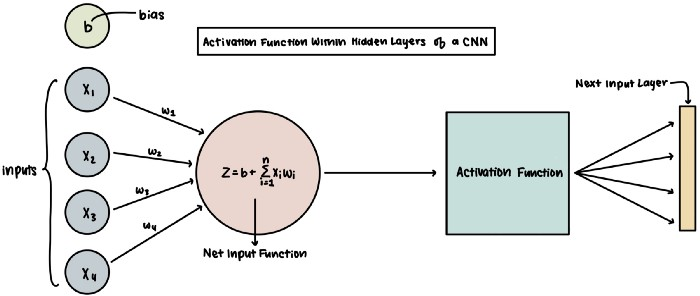 b
bias
Activation Function Within Hidden Layers of a CNN
Next Input Layer
X₁
w₁
X₂
w₂
inputs
Z = b + ∑ⁿᵢ₌₁ Xᵢwᵢ
Activation Function
X₃
w₃
w₄
X₄
Net Input Function